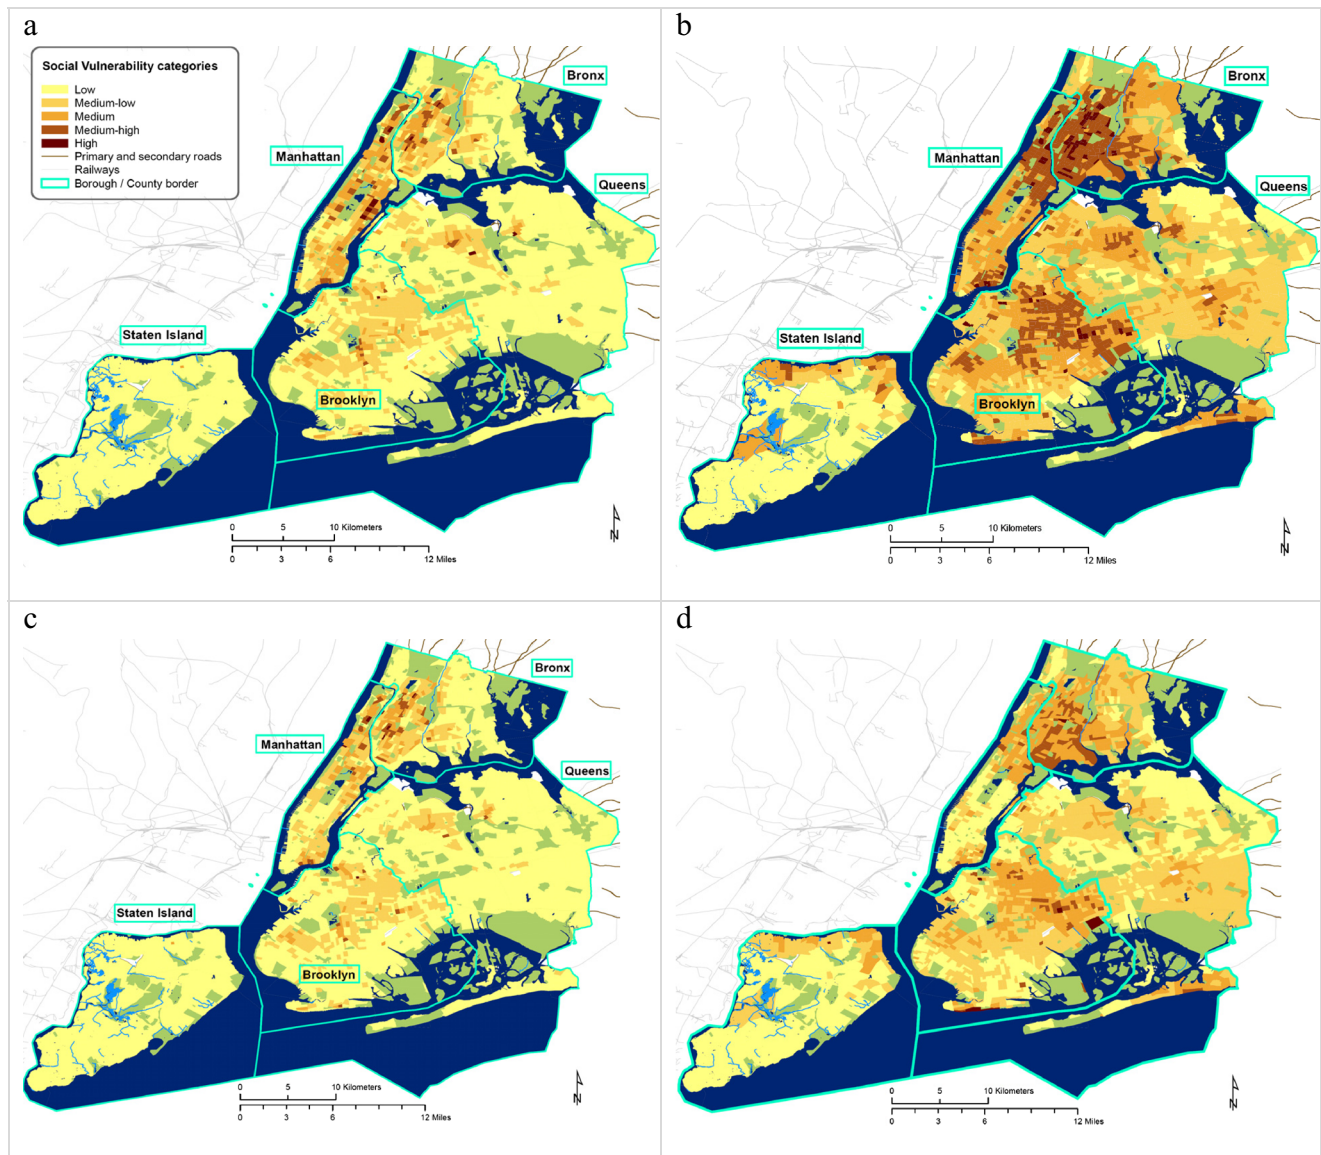 a
Social Vulnerability categories
Low
Medium-low
Medium
Medium-high
High
Primary and secondary roads
Railways
Borough / County border
Bronx
Manhattan
Queens
Staten Island
Brooklyn
0 5 10 Kilometers
0 3 6 12 Miles
N
b
Bronx
Manhattan
Queens
Staten Island
Brooklyn
0 5 10 Kilometers
0 3 6 12 Miles
N
c
Bronx
Manhattan
Queens
Staten Island
Brooklyn
0 5 10 Kilometers
0 3 6 12 Miles
N
d
0 5 10 Kilometers
0 3 6 12 Miles
N